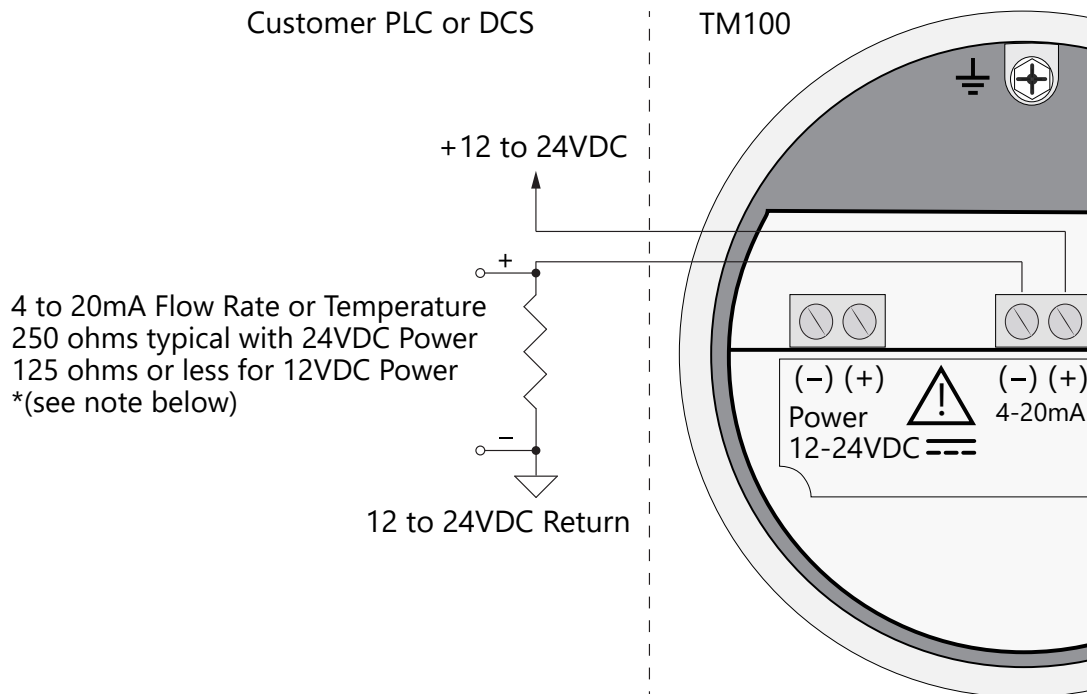 Customer PLC or DCS
TM100
+12 to 24VDC
+
4 to 20mA Flow Rate or Temperature
250 ohms typical with 24VDC Power
125 ohms or less for 12VDC Power
*(see note below)
−
12 to 24VDC Return
(−) (+)
Power
12-24VDC
!
(−) (+)
4-20mA